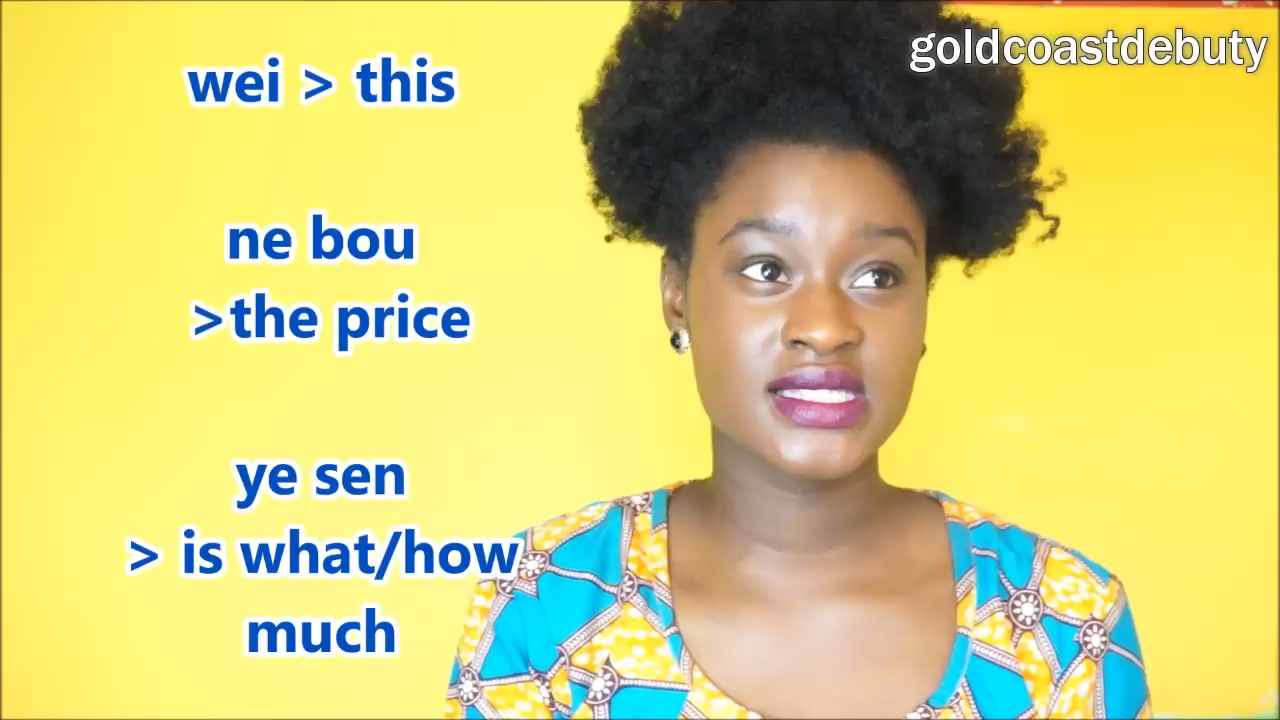 goldcoastdebuty
wei > this
ne bou
>the price
ye sen
> is what/how
much